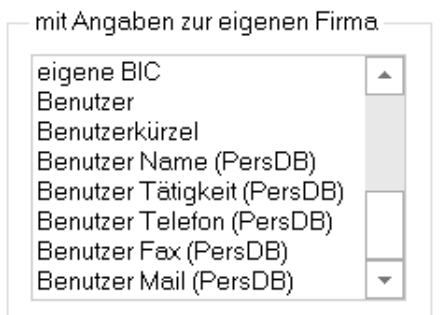 mit Angaben zur eigenen Firma
eigene BIC
Benutzer
Benutzerkürzel
Benutzer Name (PersDB)
Benutzer Tätigkeit (PersDB)
Benutzer Telefon (PersDB)
Benutzer Fax (PersDB)
Benutzer Mail (PersDB)